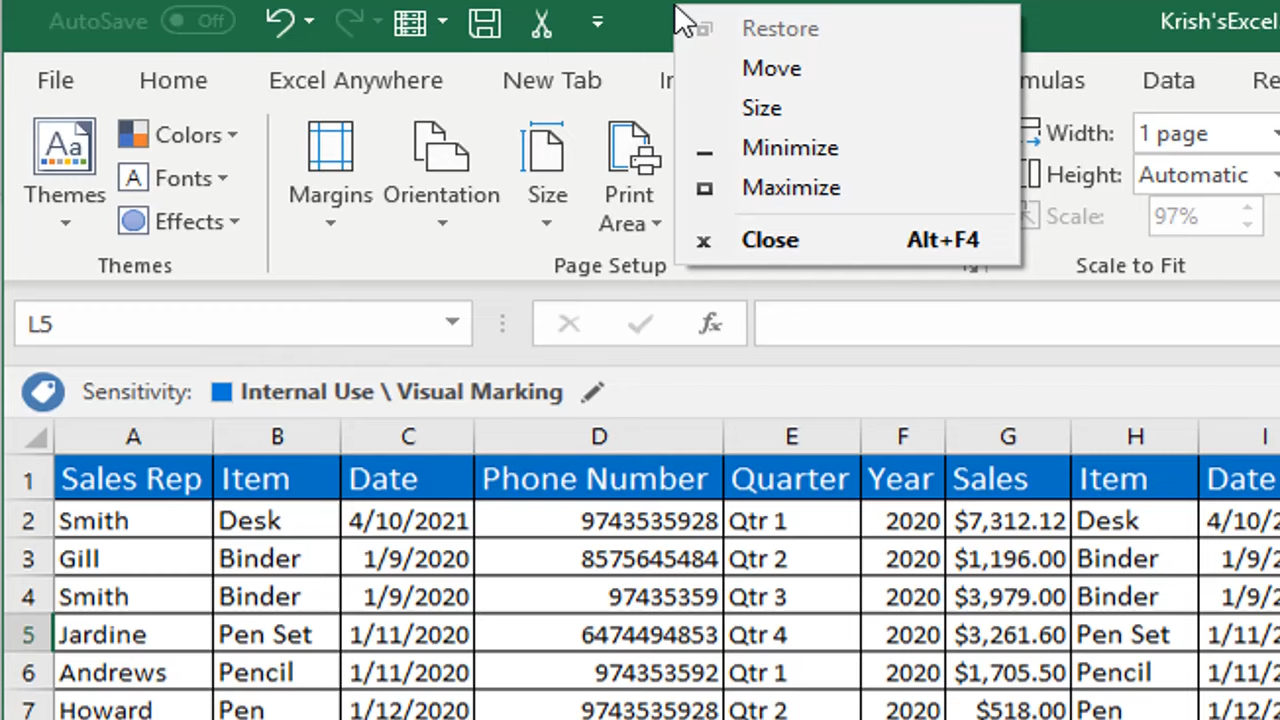 AutoSave Off Krish'sExcel
File Home Excel Anywhere New Tab Data
Restore
Move
Size
Minimize
Maximize
Close Alt+F4
Aa
Themes
Colors
A Fonts
Effects
Themes
Margins
Orientation
Size
Print
Area
Page Setup
Width: 1 page
Height: Automatic
Scale: 97%
Scale to Fit
L5 fx
Sensitivity: Internal Use \ Visual Marking
A B C D E F G H I
1 Sales Rep Item Date Phone Number Quarter Year Sales Item Date
2 Smith Desk 4/10/2021 9743535928 Qtr 1 2020 $7,312.12 Desk 4/10/2
3 Gill Binder 1/9/2020 8575645484 Qtr 2 2020 $1,196.00 Binder 1/9/2
4 Smith Binder 1/9/2020 97435359 Qtr 3 2020 $3,979.00 Binder 1/9/2
5 Jardine Pen Set 1/11/2020 6474494853 Qtr 4 2020 $3,261.60 Pen Set 1/11/2
6 Andrews Pencil 1/11/2020 974353592 Qtr 1 2020 $1,705.50 Pencil 1/11/2
7 Howard Pen 1/12/2020 9743535928 Qtr 2 2020 $518.00 Pen 1/12/2